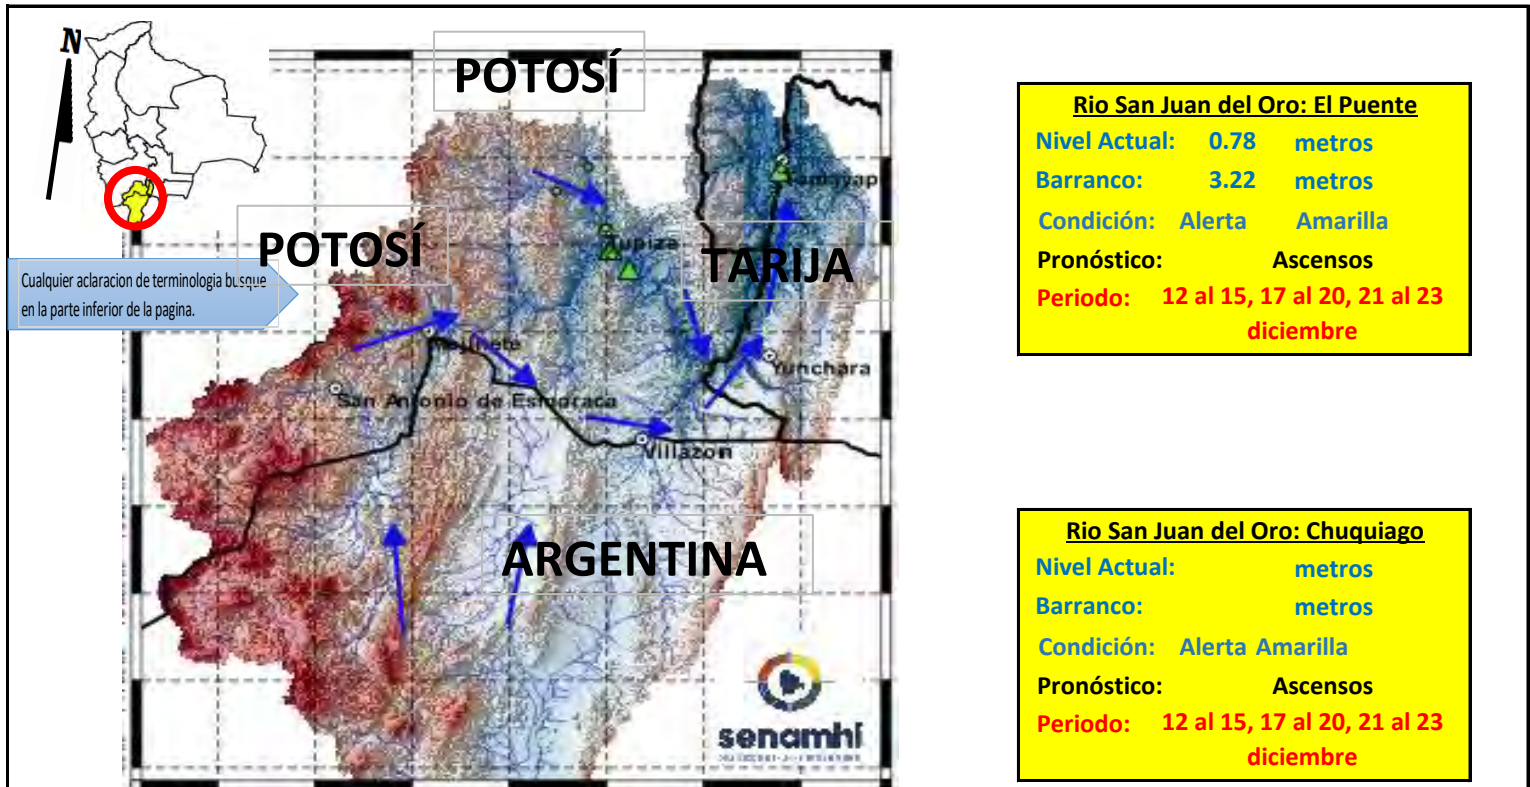 N
POTOSÍ
POTOSÍ
TARIJA
Tupiza
Cualquier aclaracion de terminologia busque
en la parte inferior de la pagina.
Yunchara
San Antonio de Esmoraca
Villazon
ARGENTINA
senamhi
Rio San Juan del Oro: El Puente
Nivel Actual: 0.78 metros
Barranco: 3.22 metros
Condición: Alerta Amarilla
Pronóstico: Ascensos
Periodo: 12 al 15, 17 al 20, 21 al 23
diciembre
Rio San Juan del Oro: Chuquiago
Nivel Actual: metros
Barranco: metros
Condición: Alerta Amarilla
Pronóstico: Ascensos
Periodo: 12 al 15, 17 al 20, 21 al 23
diciembre